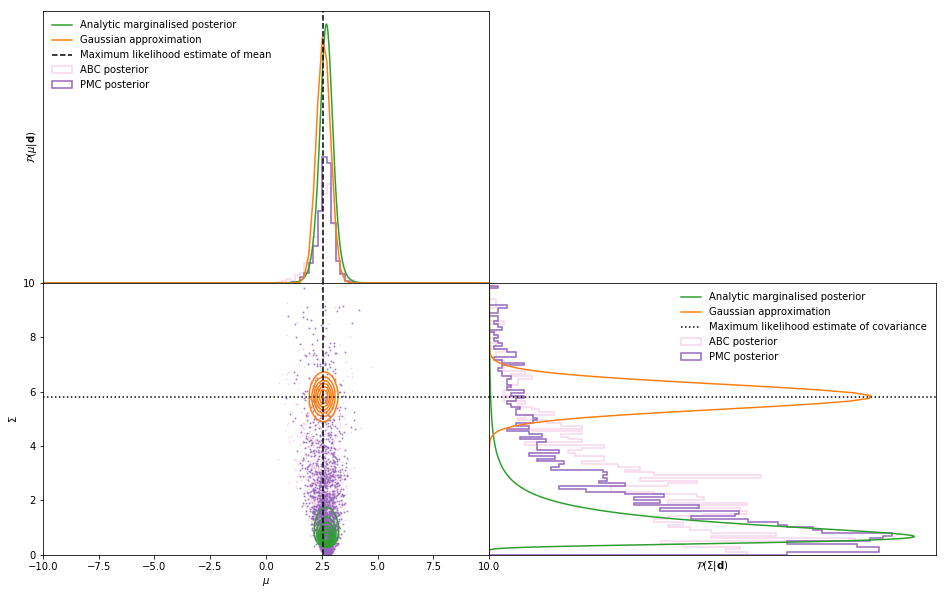 Analytic marginalised posterior
Gaussian approximation
Maximum likelihood estimate of mean
ABC posterior
PMC posterior
𝒫(μ|𝐝)
10
8
6
4
2
0
Σ
−10.0
−7.5
−5.0
−2.5
0.0
2.5
5.0
7.5
10.0
μ
Analytic marginalised posterior
Gaussian approximation
Maximum likelihood estimate of covariance
ABC posterior
PMC posterior
𝒫(Σ|𝐝)